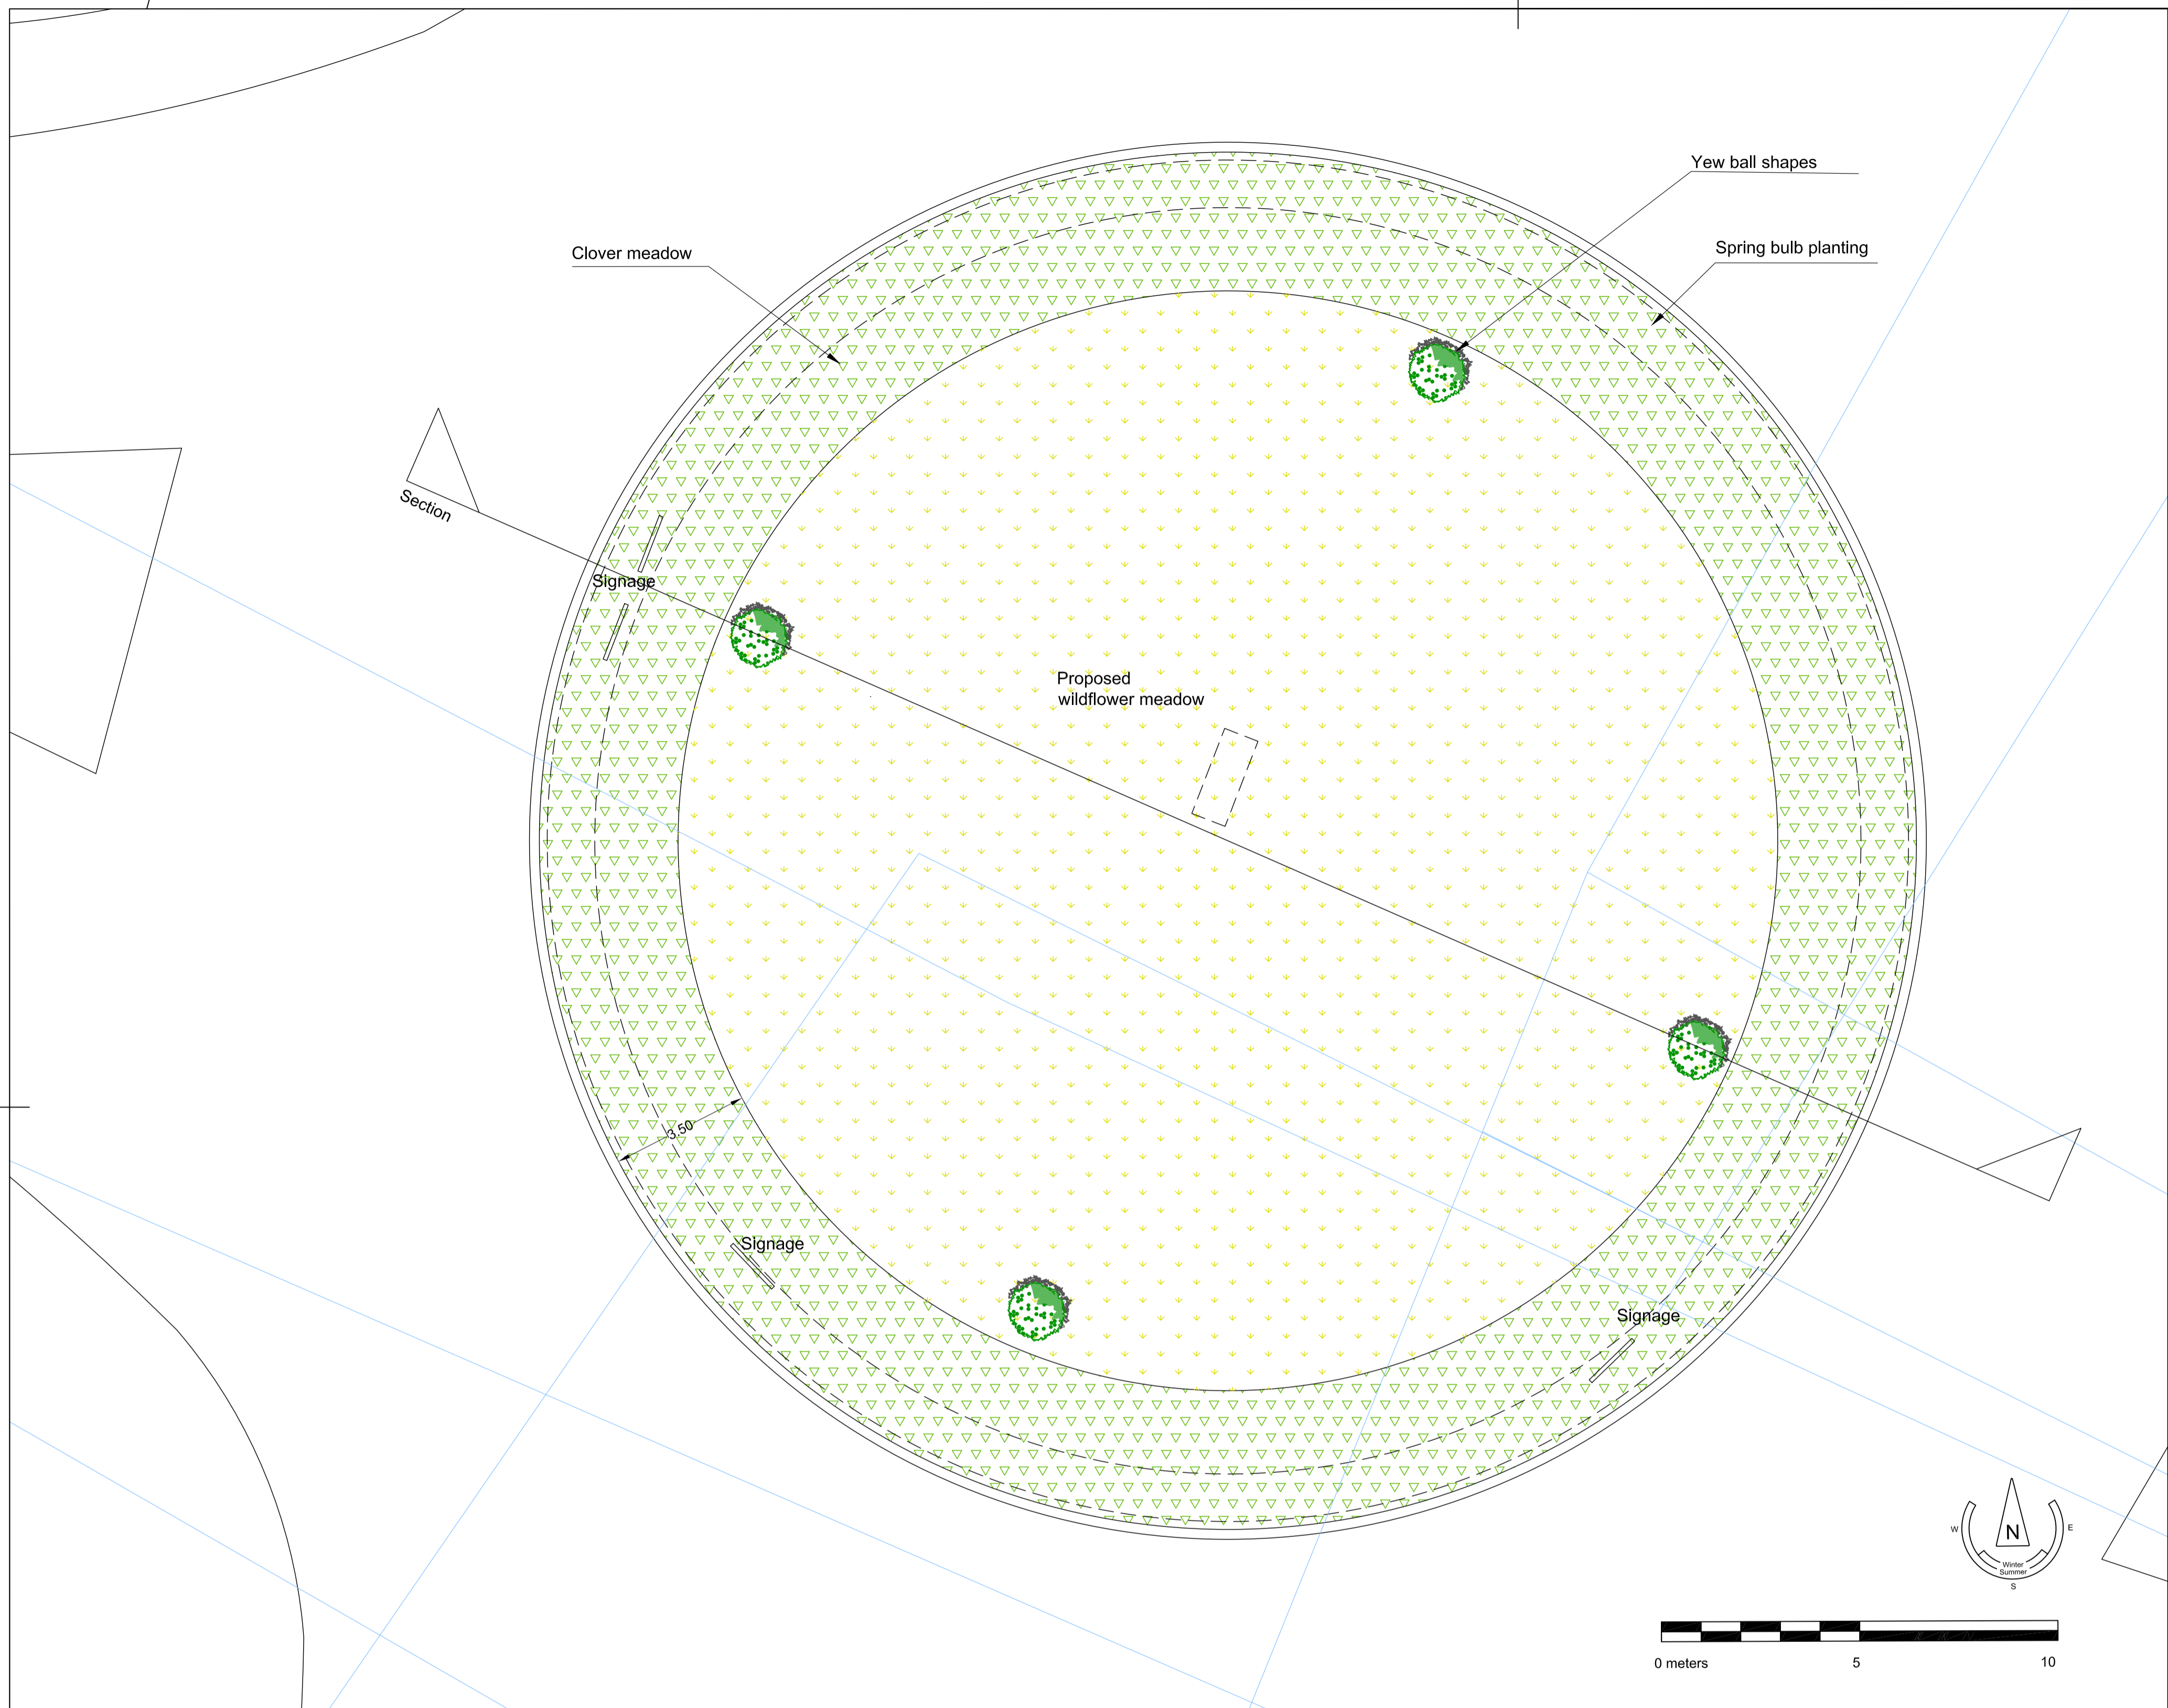 Yew ball shapes
Spring bulb planting
Clover meadow
Section
Signage
Proposed
wildflower meadow
3.50
Signage
Signage
N
W
E
Winter
Summer
S
0 meters 5 10